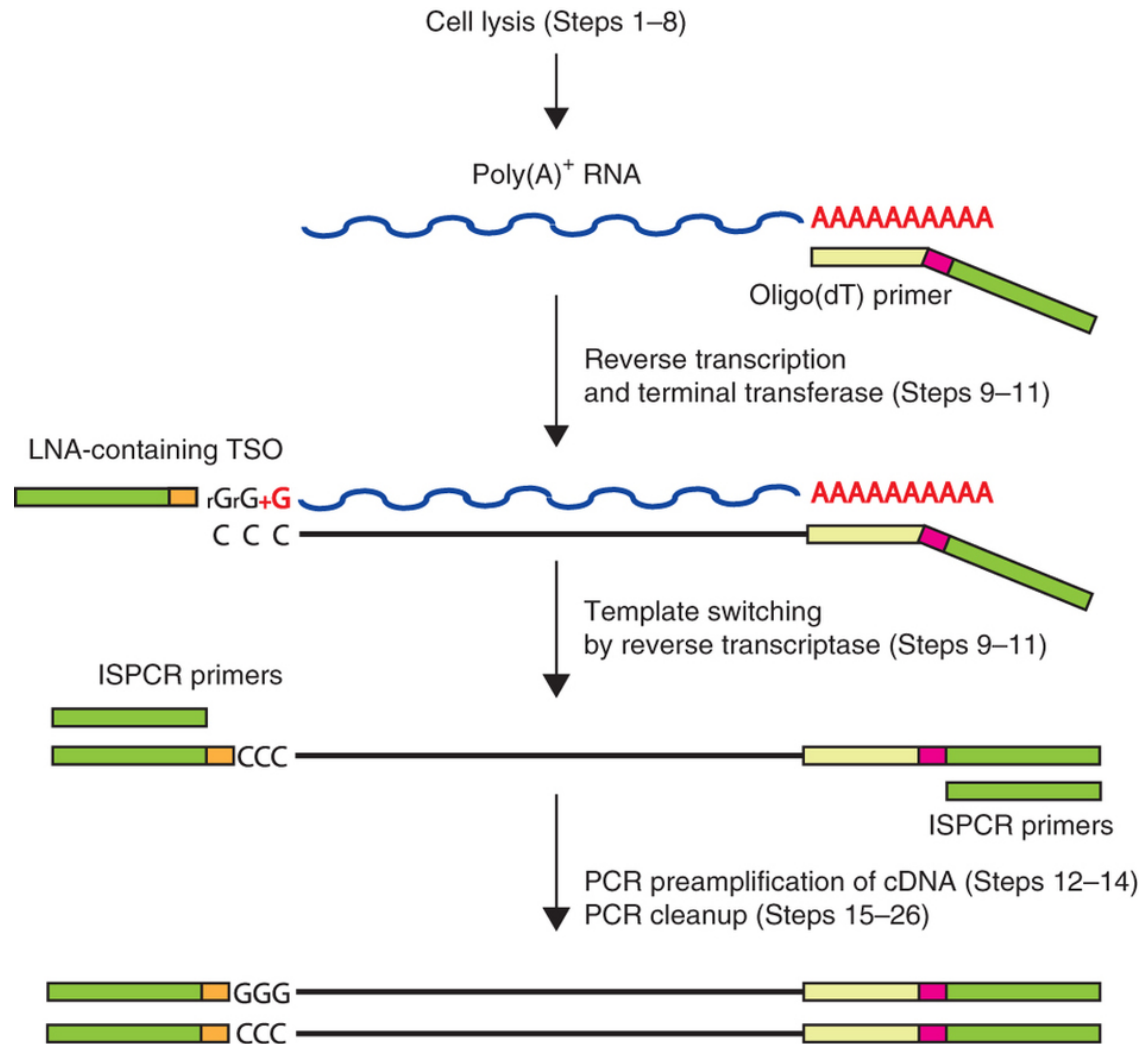 Cell lysis (Steps 1–8)
Poly(A)+ RNA
AAAAAAAAAA
Oligo(dT) primer
Reverse transcription
and terminal transferase (Steps 9–11)
LNA-containing TSO
rGrG+G
AAAAAAAAAA
C C C
Template switching
by reverse transcriptase (Steps 9–11)
ISPCR primers
CCC
ISPCR primers
PCR preamplification of cDNA (Steps 12–14)
PCR cleanup (Steps 15–26)
GGG
CCC